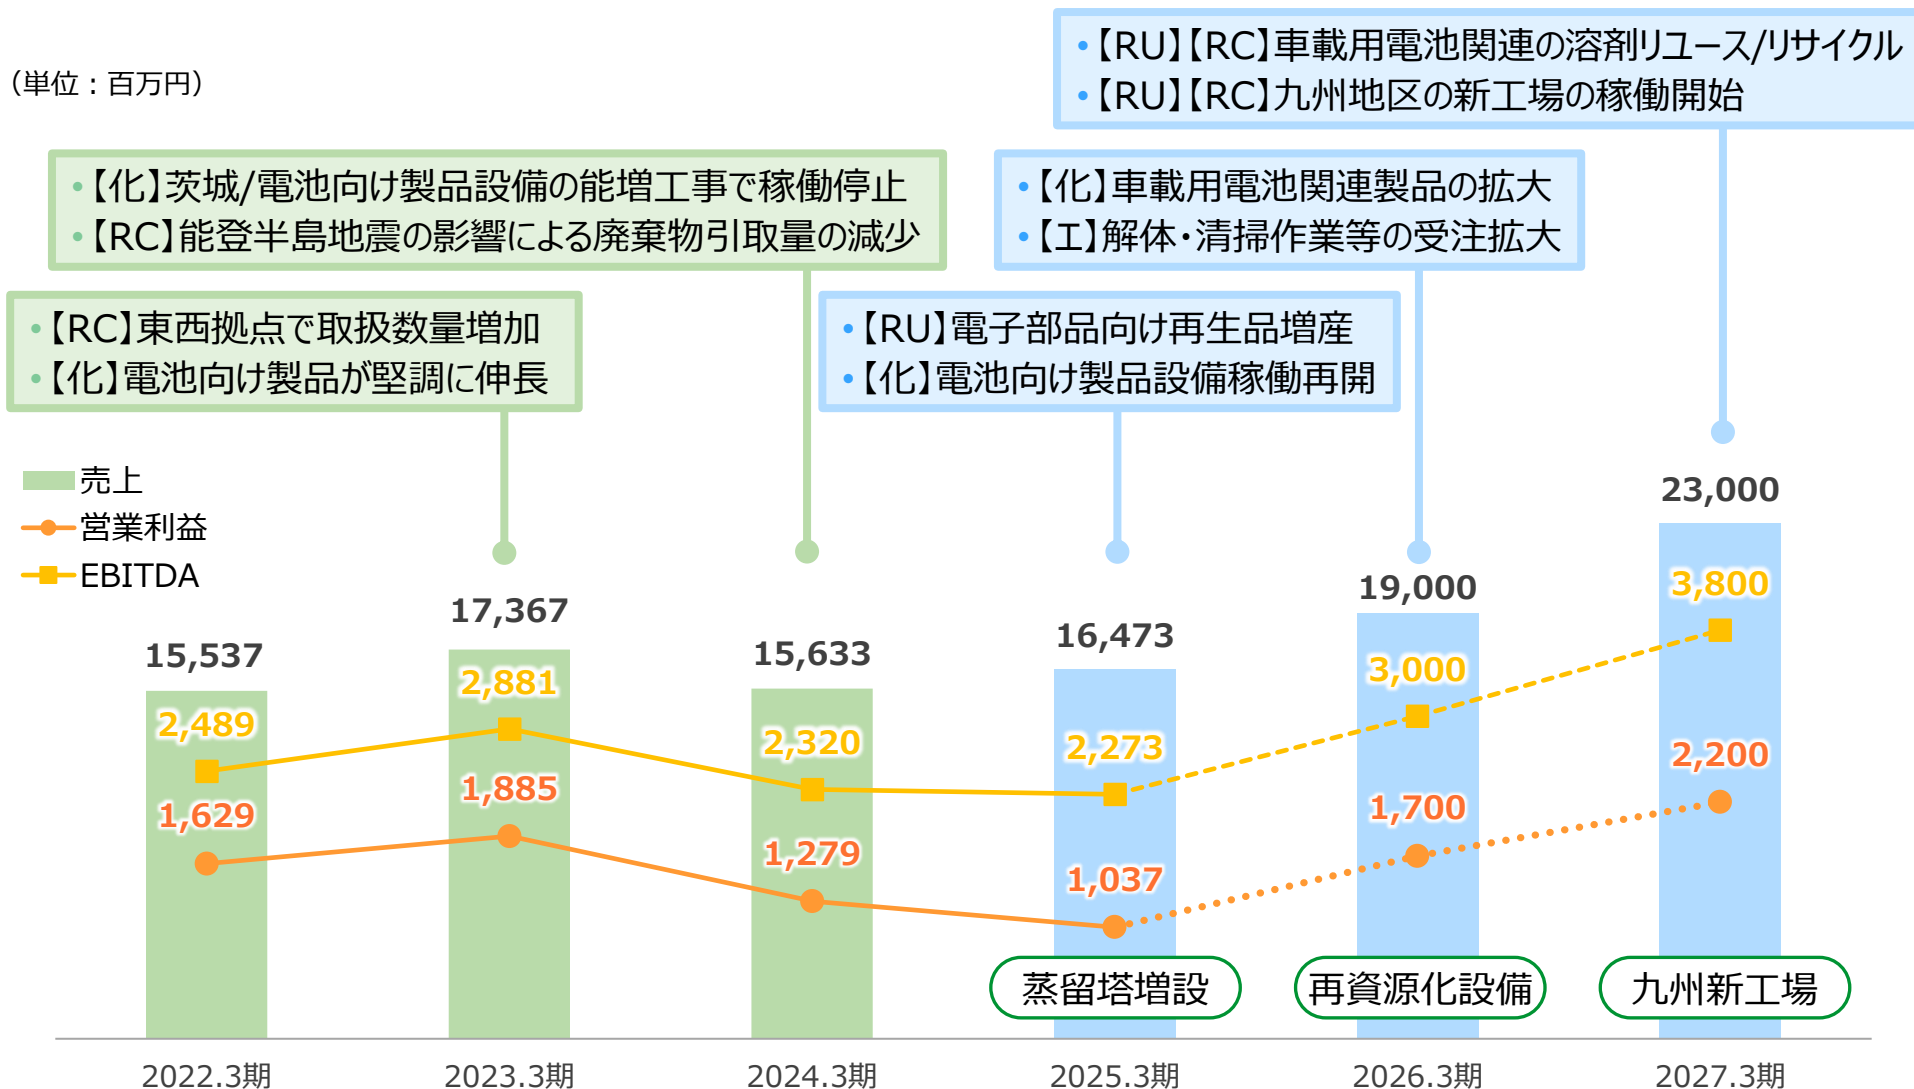 （単位：百万円）
•【RU】【RC】車載用電池関連の溶剤リユース/リサイクル
•【RU】【RC】九州地区の新工場の稼働開始
•【化】茨城/電池向け製品設備の能増工事で稼働停止
•【RC】能登半島地震の影響による廃棄物引取量の減少
•【化】車載用電池関連製品の拡大
•【エ】解体・清掃作業等の受注拡大
•【RC】東西拠点で取扱数量増加
•【化】電池向け製品が堅調に伸長
•【RU】電子部品向け再生品増産
•【化】電池向け製品設備稼働再開
売上
営業利益
EBITDA
15,537
17,367
15,633
16,473
19,000
23,000
2,489
2,881
2,320
2,273
3,000
3,800
1,629
1,885
1,279
1,037
1,700
2,200
蒸留塔増設
再資源化設備
九州新工場
2022.3期
2023.3期
2024.3期
2025.3期
2026.3期
2027.3期